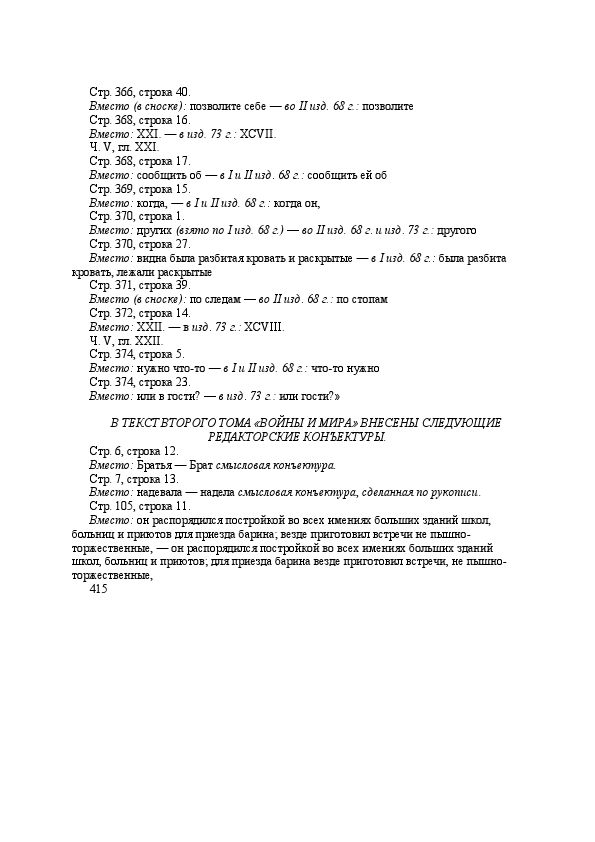 Стр. 366, строка 40.
Вместо (в сноске): позволите себе — во II изд. 68 г.: позволите
Стр. 368, строка 16.
Вместо: XXI. — в изд. 73 г.: XCVII.
Ч. V, гл. XXI.
Стр. 368, строка 17.
Вместо: сообщить об — в I и II изд. 68 г.: сообщить ей об
Стр. 369, строка 15.
Вместо: когда, — в I и II изд. 68 г.: когда он,
Стр. 370, строка 1.
Вместо: других (взято по I изд. 68 г.) — во II изд. 68 г. и изд. 73 г.: другого
Стр. 370, строка 27.
Вместо: видна была разбитая кровать и раскрытые — в I изд. 68 г.: была разбита
кровать, лежали раскрытые
Стр. 371, строка 39.
Вместо (в сноске): по следам — во II изд. 68 г.: по стопам
Стр. 372, строка 14.
Вместо: XXII. — в изд. 73 г.: XCVIII.
Ч. V, гл. XXII.
Стр. 374, строка 5.
Вместо: нужно что-то — в I и II изд. 68 г.: что-то нужно
Стр. 374, строка 23.
Вместо: или в гости? — в изд. 73 г.: или гости?»
В ТЕКСТ ВТОРОГО ТОМА «ВОЙНЫ И МИРА» ВНЕСЕНЫ СЛЕДУЮЩИЕ
РЕДАКТОРСКИЕ КОНЪЕКТУРЫ.
Стр. 6, строка 12.
Вместо: Братья — Брат смысловая конъектура.
Стр. 7, строка 13.
Вместо: надевала — надела смысловая конъектура, сделанная по рукописи.
Стр. 105, строка 11.
Вместо: он распорядился постройкой во всех имениях больших зданий школ,
больниц и приютов для приезда барина; везде приготовил встречи не пышно-
торжественные, — он распорядился постройкой во всех имениях больших зданий
школ, больниц и приютов; для приезда барина везде приготовил встречи, не пышно-
торжественные,
415